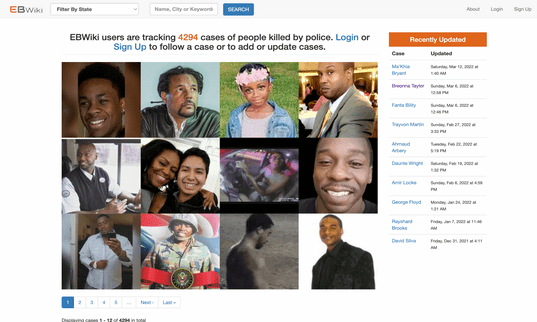 EBWiki
Filter By State
Name, City or Keyword
SEARCH
About
Login
Sign Up
EBWiki users are tracking 4294 cases of people killed by police. Login or
Sign Up to follow a case or to add or update cases.
Recently Updated
Case Updated
Ma'Khia Bryant Saturday, Mar 12, 2022 at 1:40 AM
Breonna Taylor Sunday, Mar 6, 2022 at 12:58 PM
Fanta Bility Sunday, Mar 6, 2022 at 12:46 PM
Trayvon Martin Sunday, Feb 27, 2022 at 3:33 PM
Ahmaud Arbery Tuesday, Feb 22, 2022 at 5:19 PM
Daunte Wright Saturday, Feb 19, 2022 at 1:32 PM
Amir Locke Sunday, Feb 6, 2022 at 4:59 PM
George Floyd Monday, Jan 24, 2022 at 1:21 AM
Rayshard Brooks Friday, Jan 7, 2022 at 11:46 AM
David Silva Friday, Dec 31, 2021 at 4:11 AM
1 2 3 4 5 … Next › Last »
Displaying cases 1 - 12 of 4294 in total